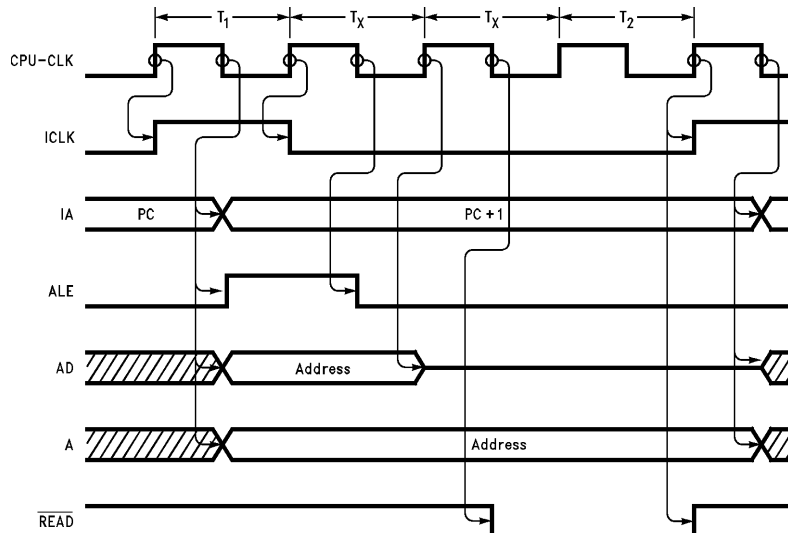 T1 TX TX T2
CPU-CLK
ICLK
IA PC PC + 1
ALE
AD Address
A Address
READ